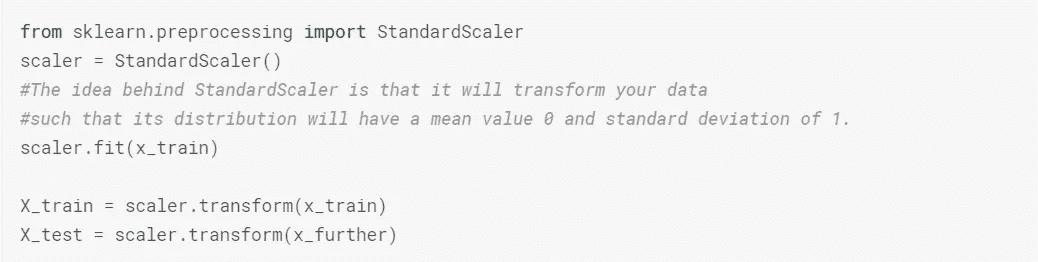 from sklearn.preprocessing import StandardScaler
scaler = StandardScaler()
#The idea behind StandardScaler is that it will transform your data
#such that its distribution will have a mean value 0 and standard deviation of 1.
scaler.fit(x_train)
X_train = scaler.transform(x_train)
X_test = scaler.transform(x_further)